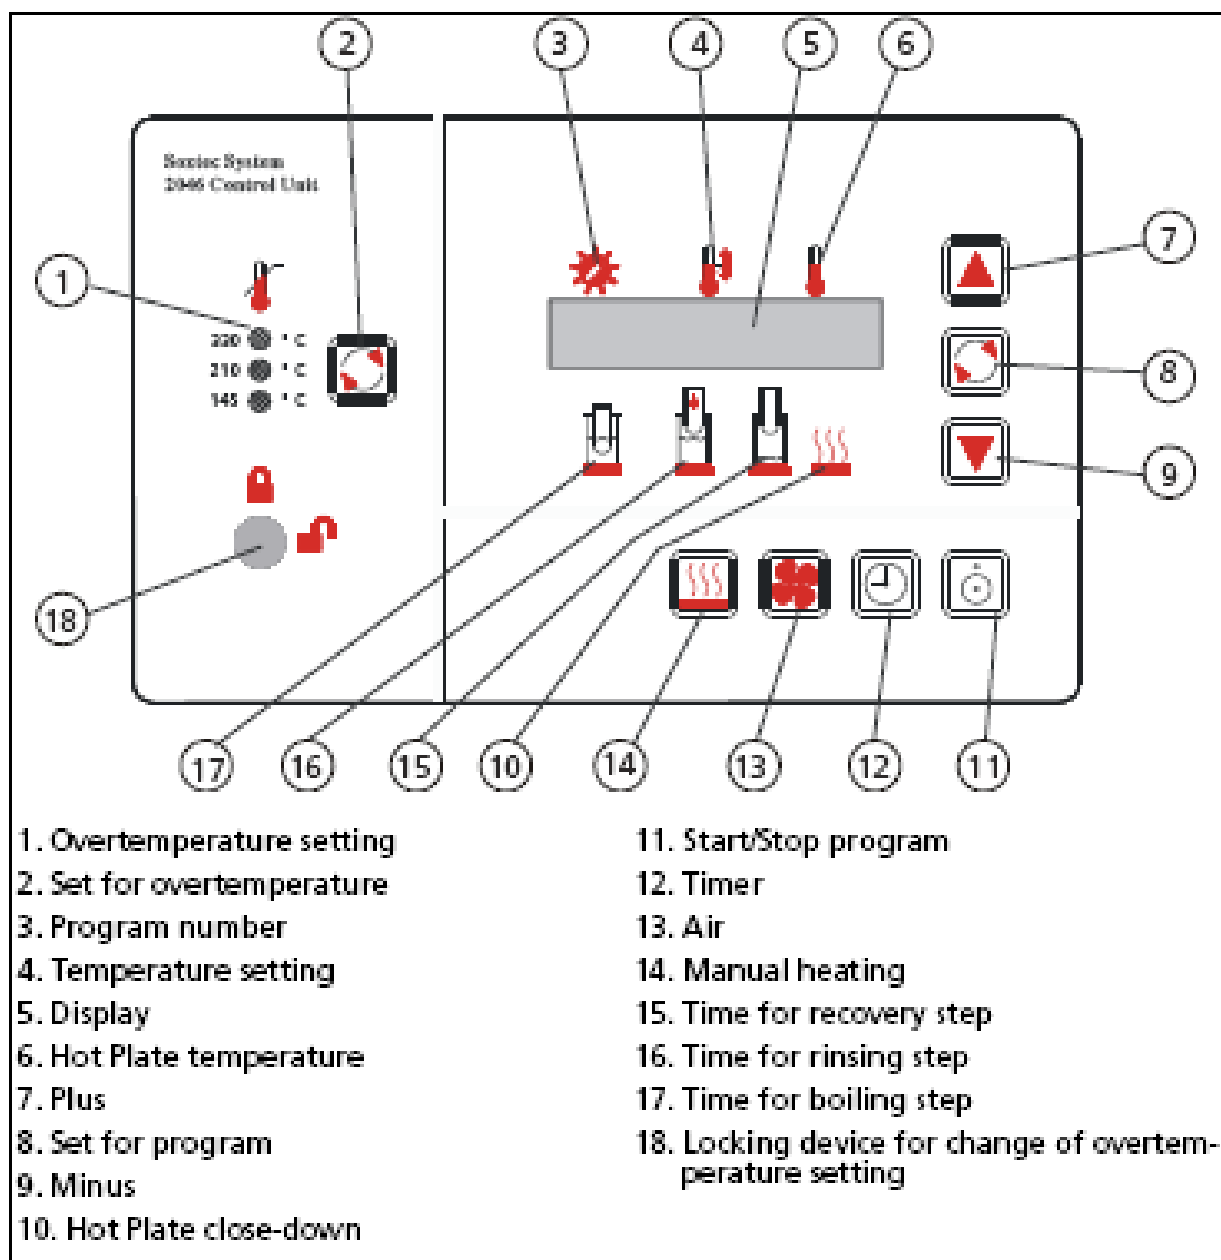 2
3
4
5
6
Soxtec System
2046 Control Unit
7
1
220 ° C
8
210 ° C
145 ° C
9
18
17
16
15
10
14
13
12
11
1. Overtemperature setting
2. Set for overtemperature
3. Program number
4. Temperature setting
5. Display
6. Hot Plate temperature
7. Plus
8. Set for program
9. Minus
10. Hot Plate close-down
11. Start/Stop program
12. Timer
13. Air
14. Manual heating
15. Time for recovery step
16. Time for rinsing step
17. Time for boiling step
18. Locking device for change of overtem-
perature setting